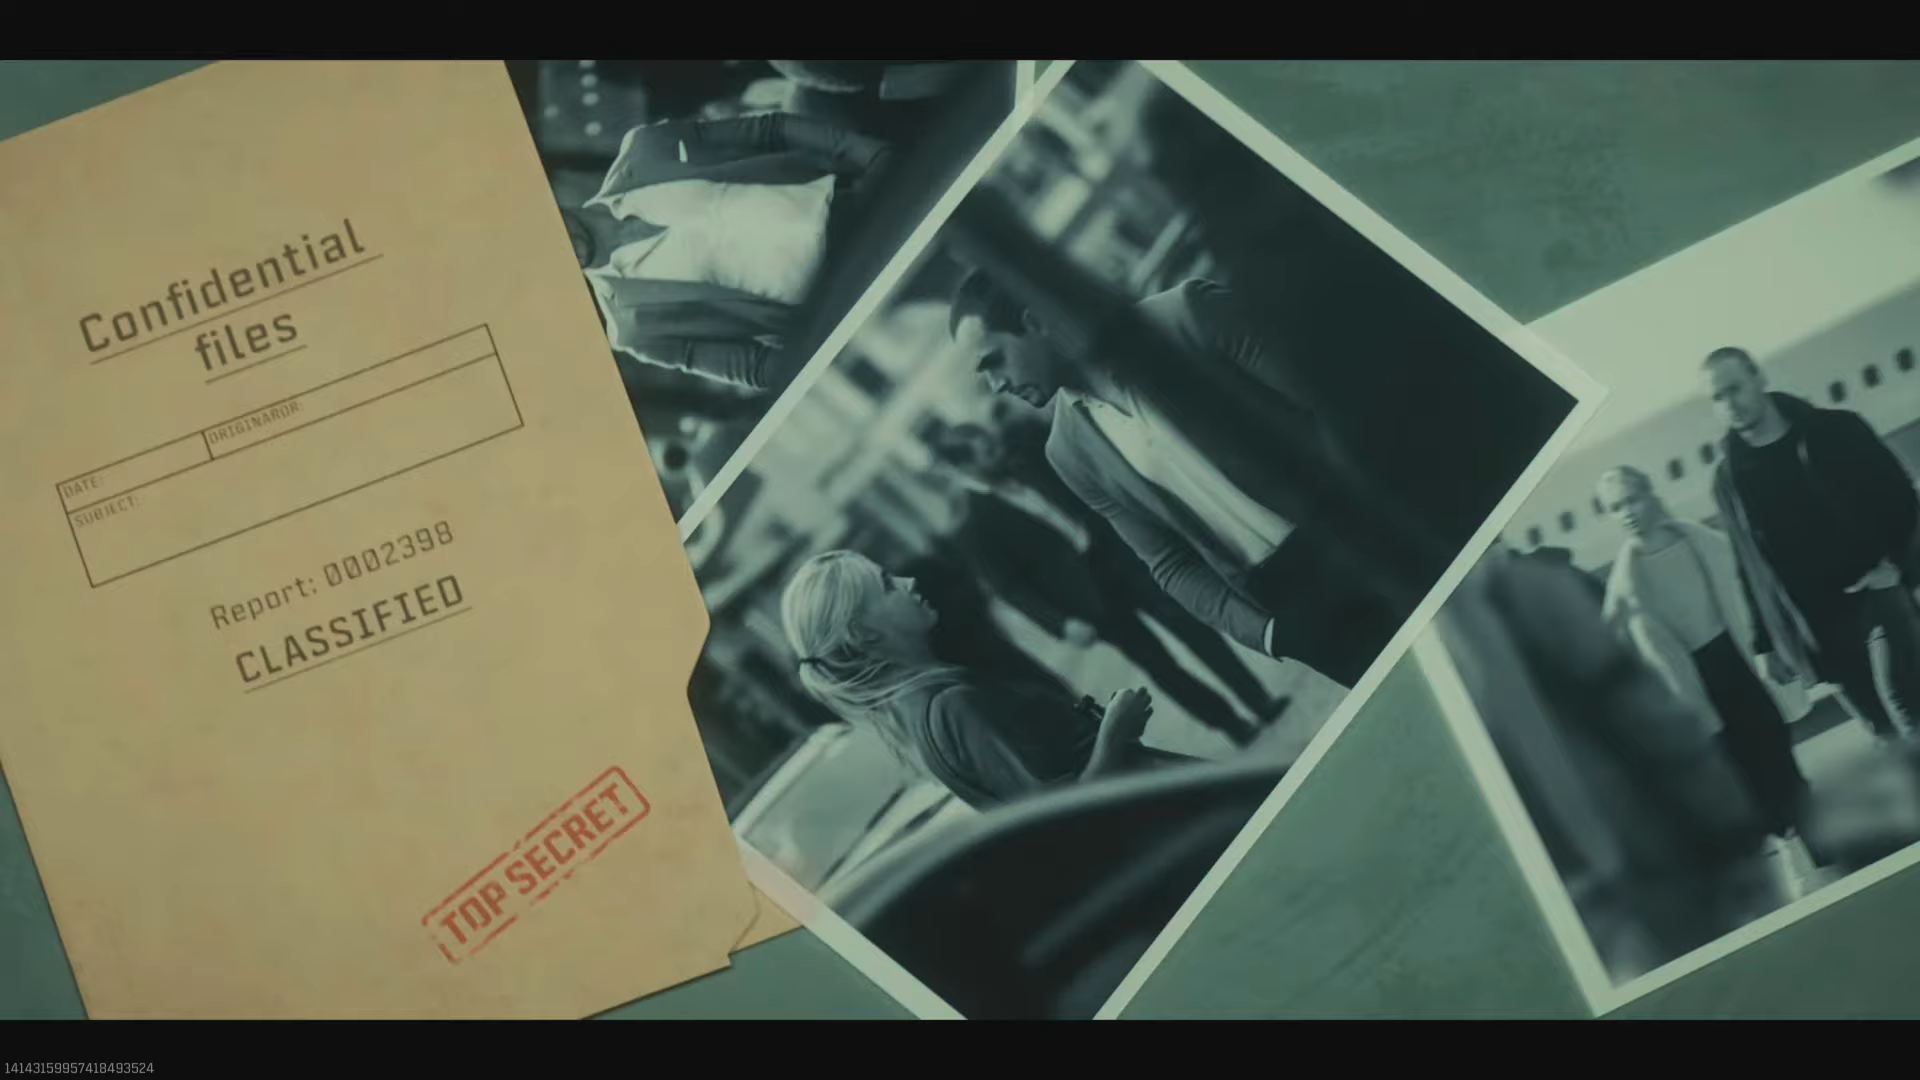 Confidential
files
DATE:
ORIGINAROR:
SUBJECT:
Report: 0002398
CLASSIFIED
TOP SECRET
14143159957418493524